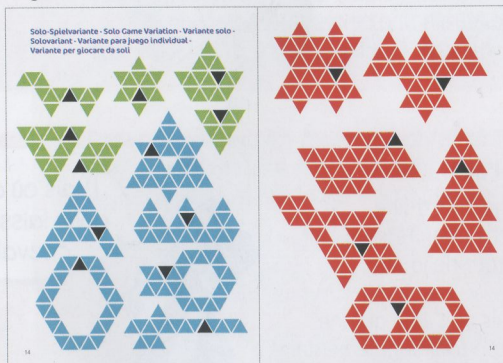 Solo-Spielvariante - Solo Game Variation - Variante solo -
Solovariant - Variante para juego individual -
Variante per giocare da soli
14
14